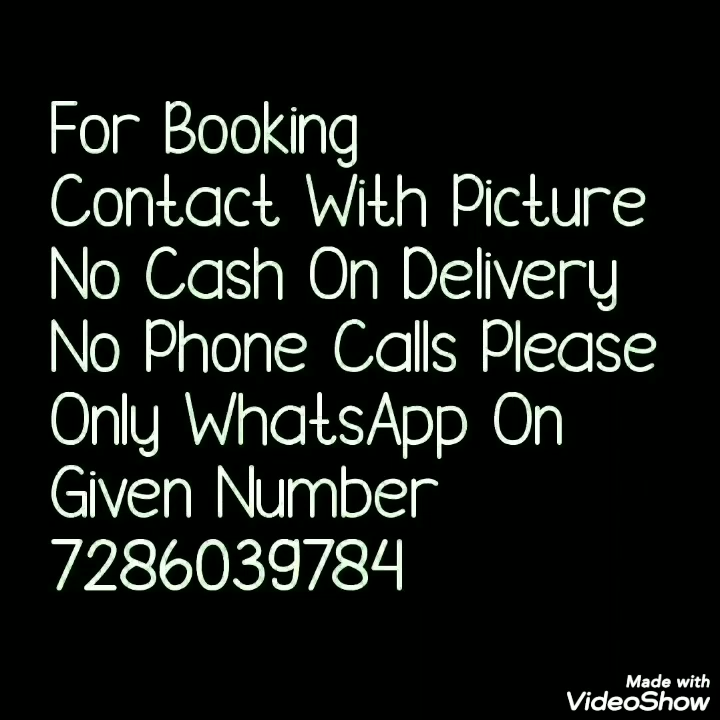 For Booking
Contact With Picture
No Cash On Delivery
No Phone Calls Please
Only WhatsApp On
Given Number
7286039784
Made with
VideoShow